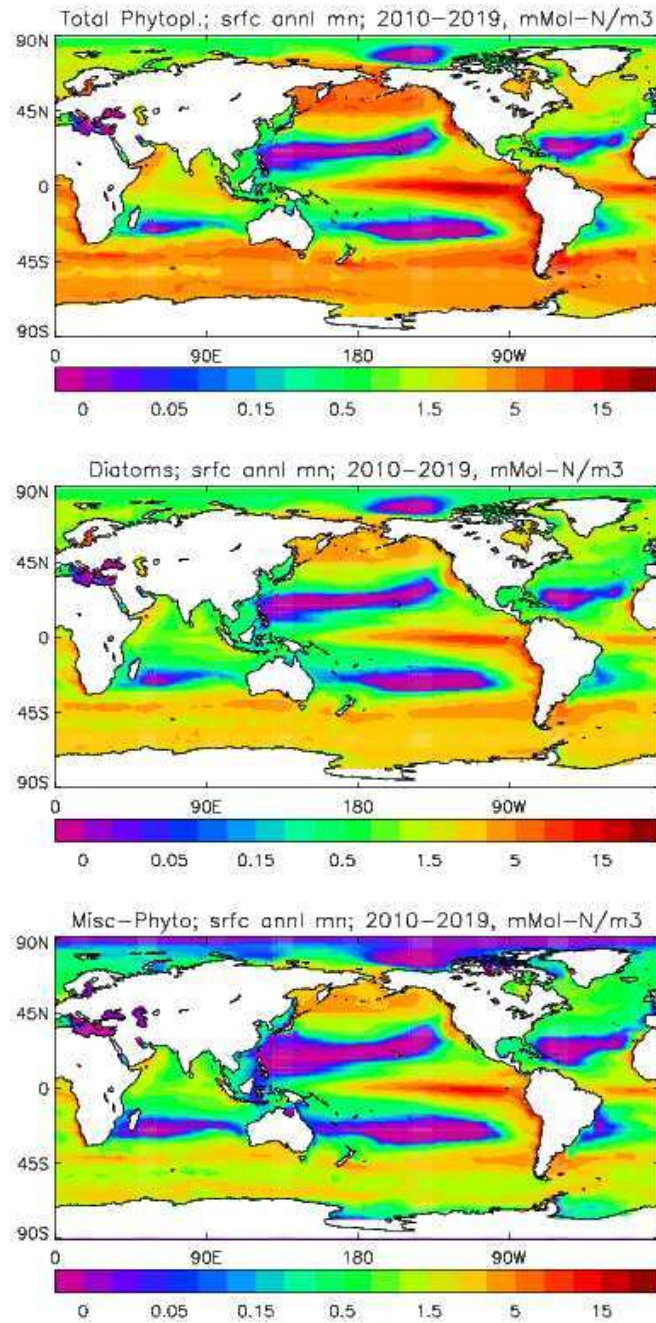 Total Phytopl.; srfc annl mn; 2010-2019, mMol-N/m3
90N
45N
0
45S
90S
0 90E 180 90W
0 0.05 0.15 0.5 1.5 5 15
Diatoms; srfc annl mn; 2010-2019, mMol-N/m3
90N
45N
0
45S
90S
0 90E 180 90W
0 0.05 0.15 0.5 1.5 5 15
Misc-Phyto; srfc annl mn; 2010-2019, mMol-N/m3
90N
45N
0
45S
90S
0 90E 180 90W
0 0.05 0.15 0.5 1.5 5 15